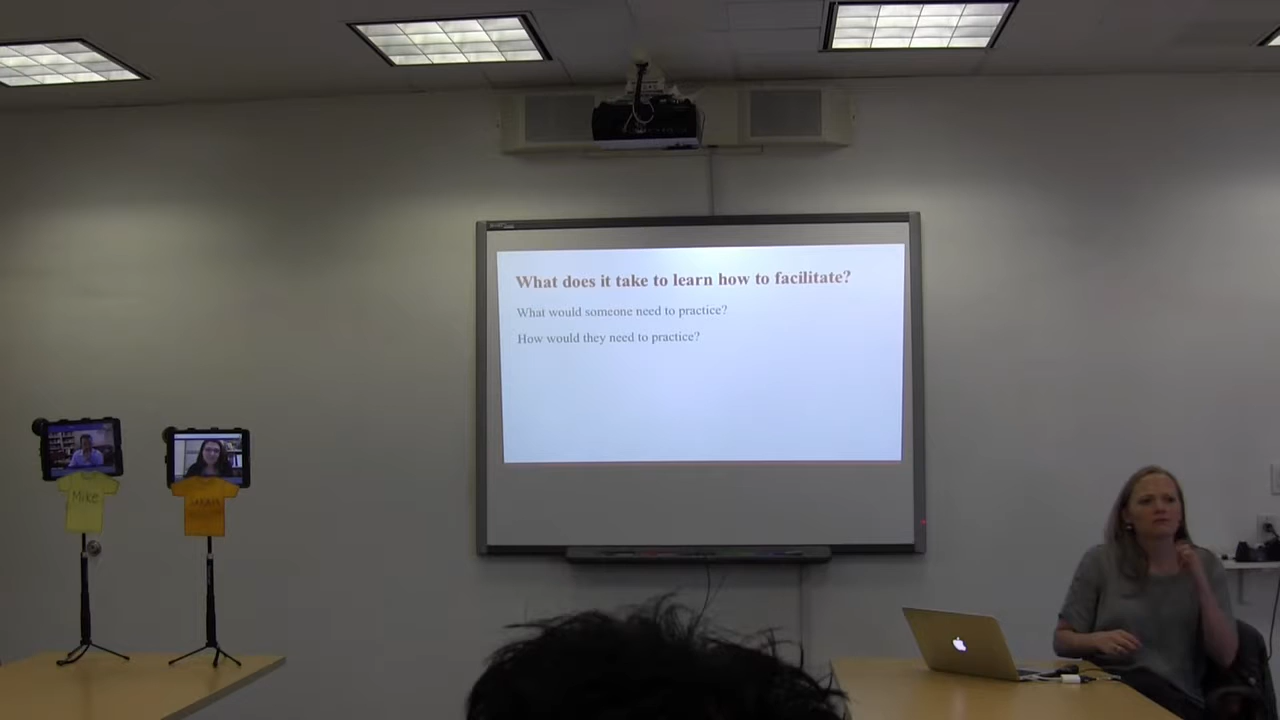 What does it take to learn how to facilitate?
What would someone need to practice?
How would they need to practice?
Mike